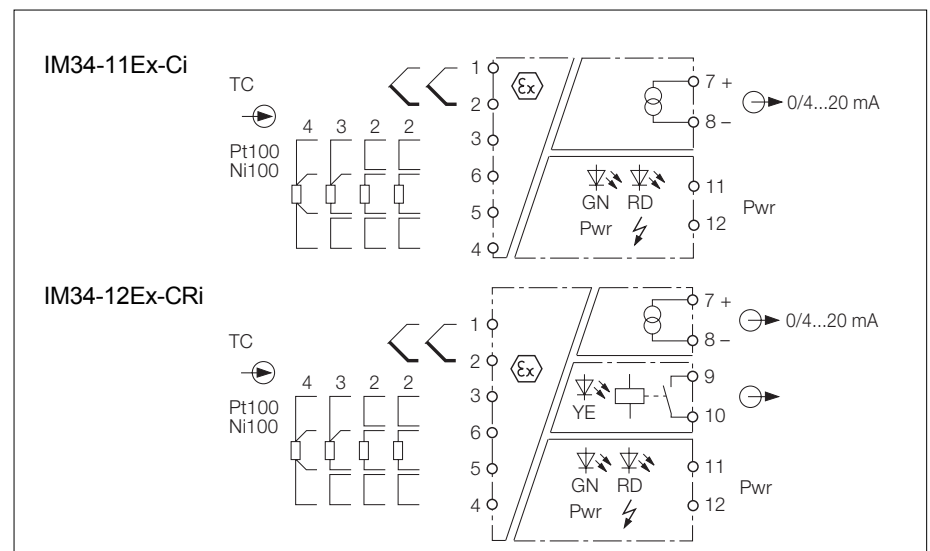 IM34-11Ex-Ci
TC
4 3 2 2
Pt100
Ni100
1
2
3
6
5
4
εx
7 +
8 –
0/4...20 mA
GN RD
Pwr
11
12
Pwr
IM34-12Ex-CRi
TC
4 3 2 2
Pt100
Ni100
1
2
3
6
5
4
εx
7 +
8 –
0/4...20 mA
YE
9
10
GN RD
Pwr
11
12
Pwr